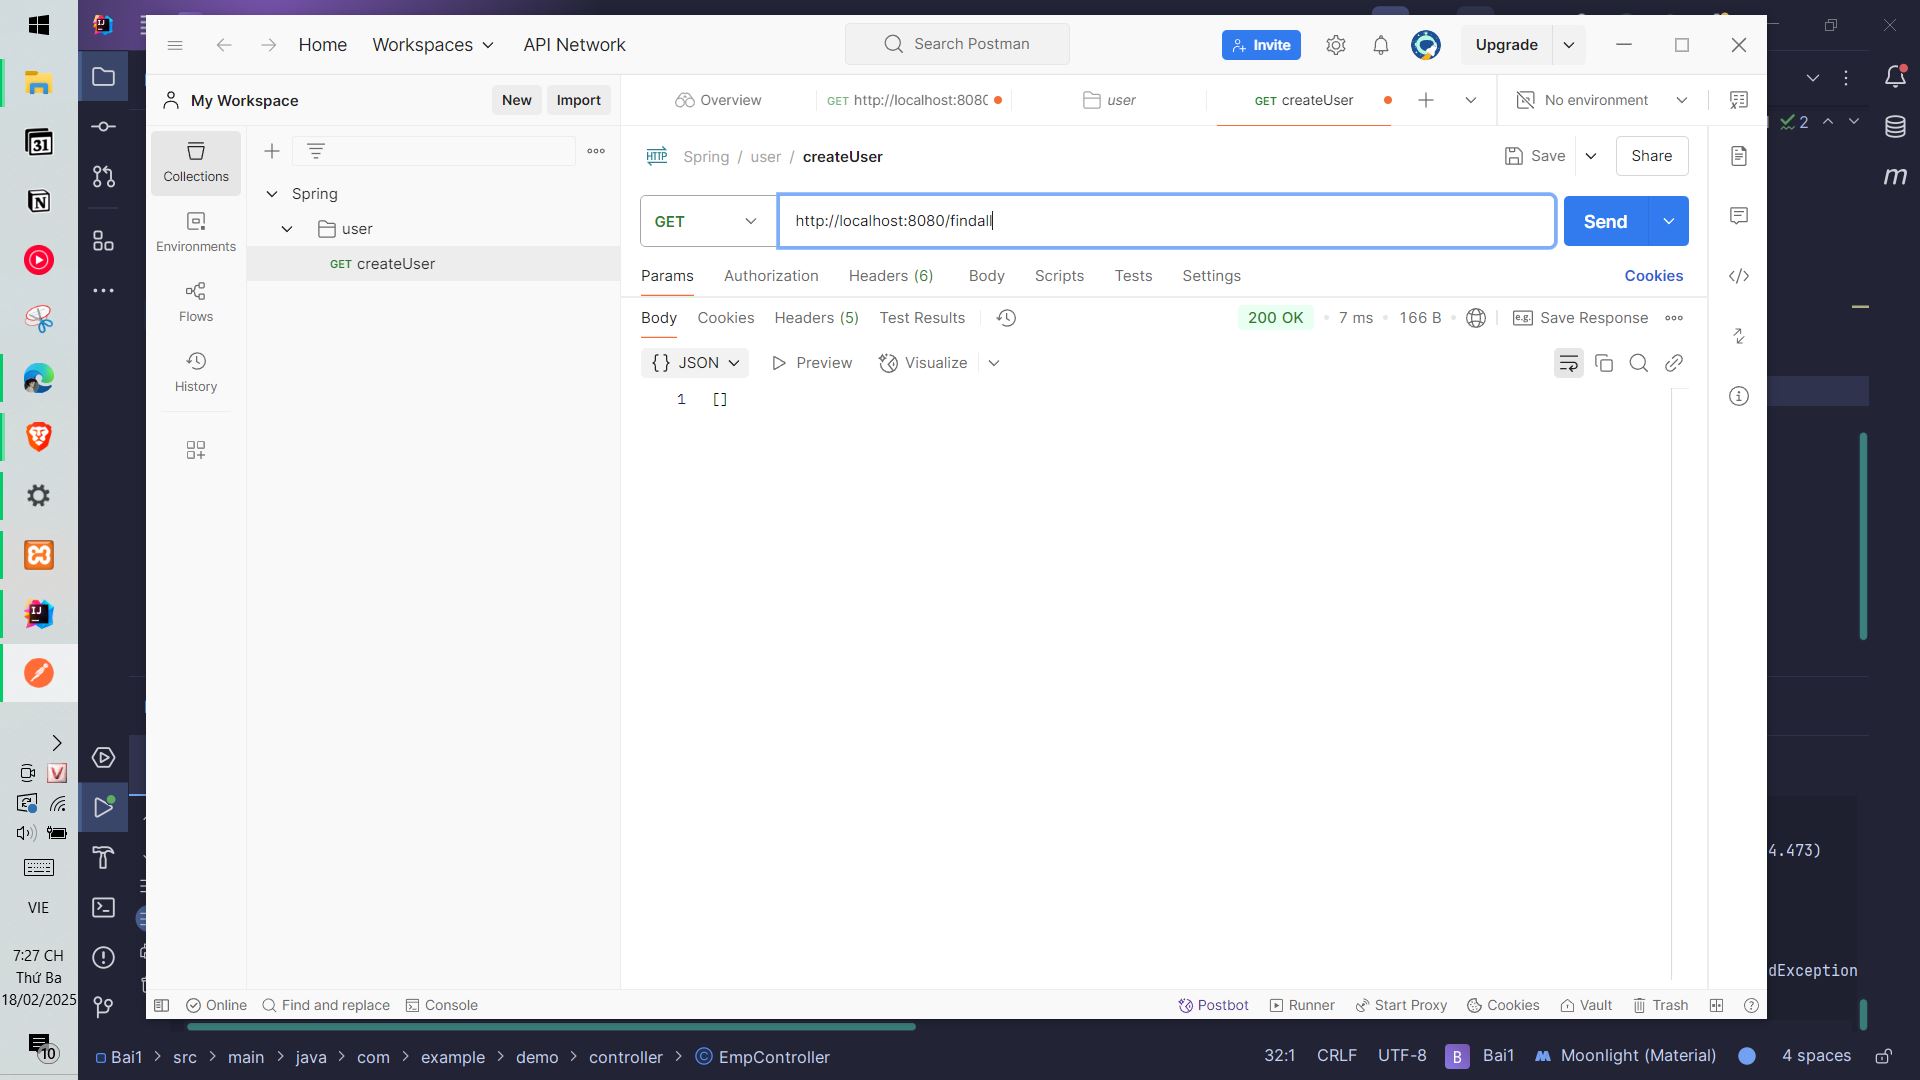 Home
Workspaces
API Network
Search Postman
Invite
Upgrade
My Workspace
New
Import
Overview
GET http://localhost:8080
user
GET createUser
No environment
Collections
Environments
Flows
History
Spring
user
GET createUser
HTTP
Spring / user / createUser
Save
Share
GET
http://localhost:8080/findall
Send
Params
Authorization
Headers (6)
Body
Scripts
Tests
Settings
Cookies
Body
Cookies
Headers (5)
Test Results
200 OK
7 ms
166 B
e.g.
Save Response
{} JSON
Preview
Visualize
1 []
2
m
4.473)
dException
Online
Find and replace
Console
Postbot
Runner
Start Proxy
Cookies
Vault
Trash
Bai1 > src > main > java > com > example > demo > controller > EmpController
32:1
CRLF
UTF-8
B
Bai1
Moonlight (Material)
4 spaces
31
VIE
7:27 CH
Thứ Ba
18/02/2025
10